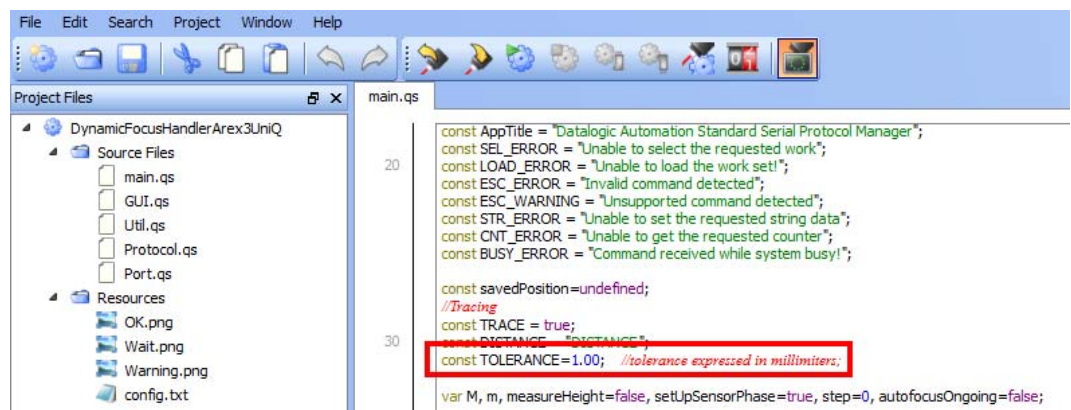 File Edit Search Project Window Help
Project Files
main.qs
DynamicFocusHandlerArex3UniQ
Source Files
main.qs
GUI.qs
Util.qs
Protocol.qs
Port.qs
Resources
OK.png
Wait.png
Warning.png
config.txt
const AppTitle = "Datalogic Automation Standard Serial Protocol Manager";
const SEL_ERROR = "Unable to select the requested work";
20 const LOAD_ERROR = "Unable to load the work set!";
const ESC_ERROR = "Invalid command detected";
const ESC_WARNING = "Unsupported command detected";
const STR_ERROR = "Unable to set the requested string data";
const CNT_ERROR = "Unable to get the requested counter";
const BUSY_ERROR = "Command received while system busy!";
const savedPosition=undefined;
//Tracing
const TRACE = true;
30 const DISTANCE = "DISTANCE";
const TOLERANCE=1.00; //tolerance expressed in millimiters;
var M, m, measureHeight=false, setUpSensorPhase=true, step=0, autofocusOngoing=false;